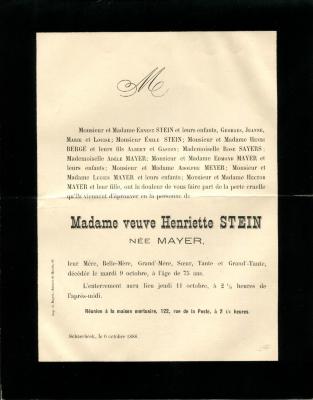 M
Monsieur et Madame Ernest STEIN et leurs enfants, Georges, Jeanne,
Marie et Louise; Monsieur Émile STEIN; Monsieur et Madame Henri
BERGÉ et leurs fils Albert et Gaston; Mademoiselle Rose SAYERS;
Mademoiselle Adèle MAYER; Monsieur et Madame Edmond MAYER et
leurs enfants; Monsieur et Madame Adolphe MEYER; Monsieur et
Madame Lucien MAYER et leurs enfants; Monsieur et Madame Hector
MAYER et leur fille, ont la douleur de vous faire part de la perte cruelle
qu'ils viennent d'éprouver en la personne de
Madame veuve Henriette STEIN
NÉE MAYER,
leur Mère, Belle-Mère, Grand'Mère, Sœur, Tante et Grand'Tante,
décédée le mardi 9 octobre, à l'âge de 75 ans.
L'enterrement aura lieu jeudi 11 octobre, à 2 1/2 heures de
l'après-midi.
Réunion à la maison mortuaire, 122, rue de la Poste, à 2 1/4 heures.
Schaerbeek, le 9 octobre 1888.